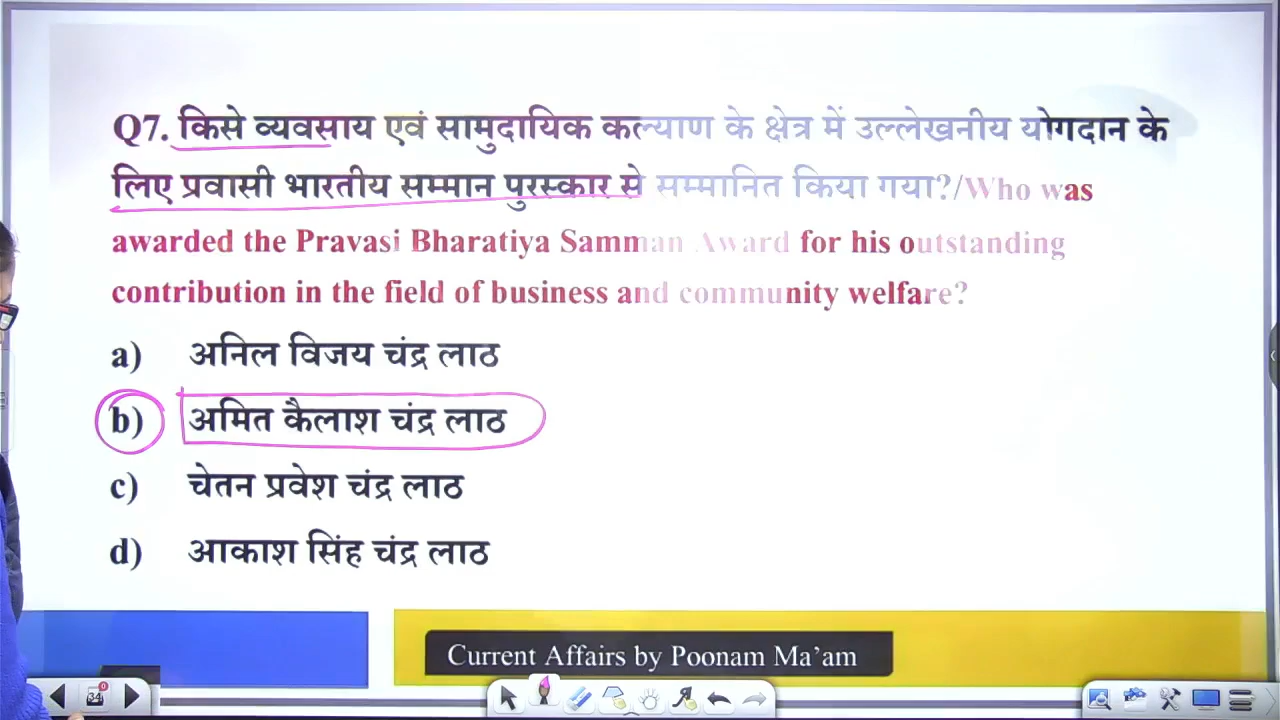 Q7. किसे व्यवसाय एवं सामुदायिक कल्याण के क्षेत्र में उल्लेखनीय योगदान के
लिए प्रवासी भारतीय सम्मान पुरस्कार से सम्मानित किया गया?/Who was
awarded the Pravasi Bharatiya Samman Award for his outstanding
contribution in the field of business and community welfare?
a) अनिल विजय चंद्र लाठ
b) अमित कैलाश चंद्र लाठ
c) चेतन प्रवेश चंद्र लाठ
d) आकाश सिंह चंद्र लाठ
Current Affairs by Poonam Ma'am
34
0